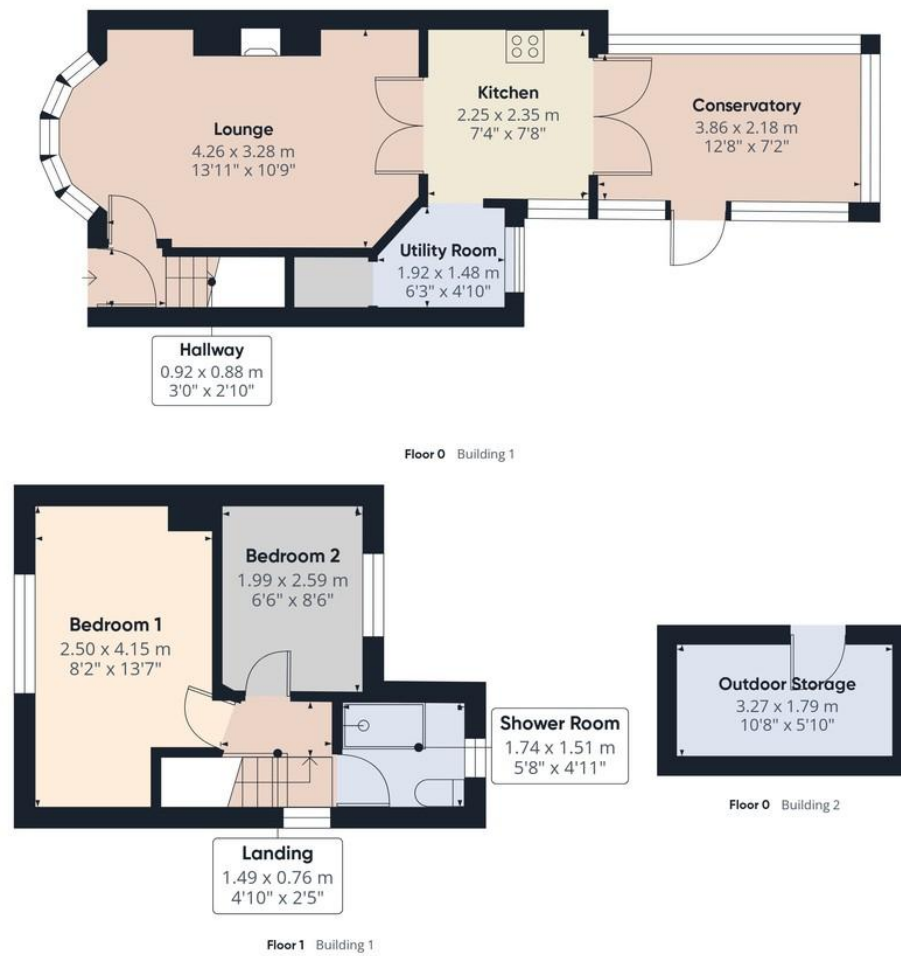 Lounge
4.26 x 3.28 m
13'11" x 10'9"
Kitchen
2.25 x 2.35 m
7'4" x 7'8"
Conservatory
3.86 x 2.18 m
12'8" x 7'2"
Utility Room
1.92 x 1.48 m
6'3" x 4'10"
Hallway
0.92 x 0.88 m
3'0" x 2'10"
Floor 0 Building 1
Bedroom 1
2.50 x 4.15 m
8'2" x 13'7"
Bedroom 2
1.99 x 2.59 m
6'6" x 8'6"
Shower Room
1.74 x 1.51 m
5'8" x 4'11"
Landing
1.49 x 0.76 m
4'10" x 2'5"
Floor 1 Building 1
Outdoor Storage
3.27 x 1.79 m
10'8" x 5'10"
Floor 0 Building 2